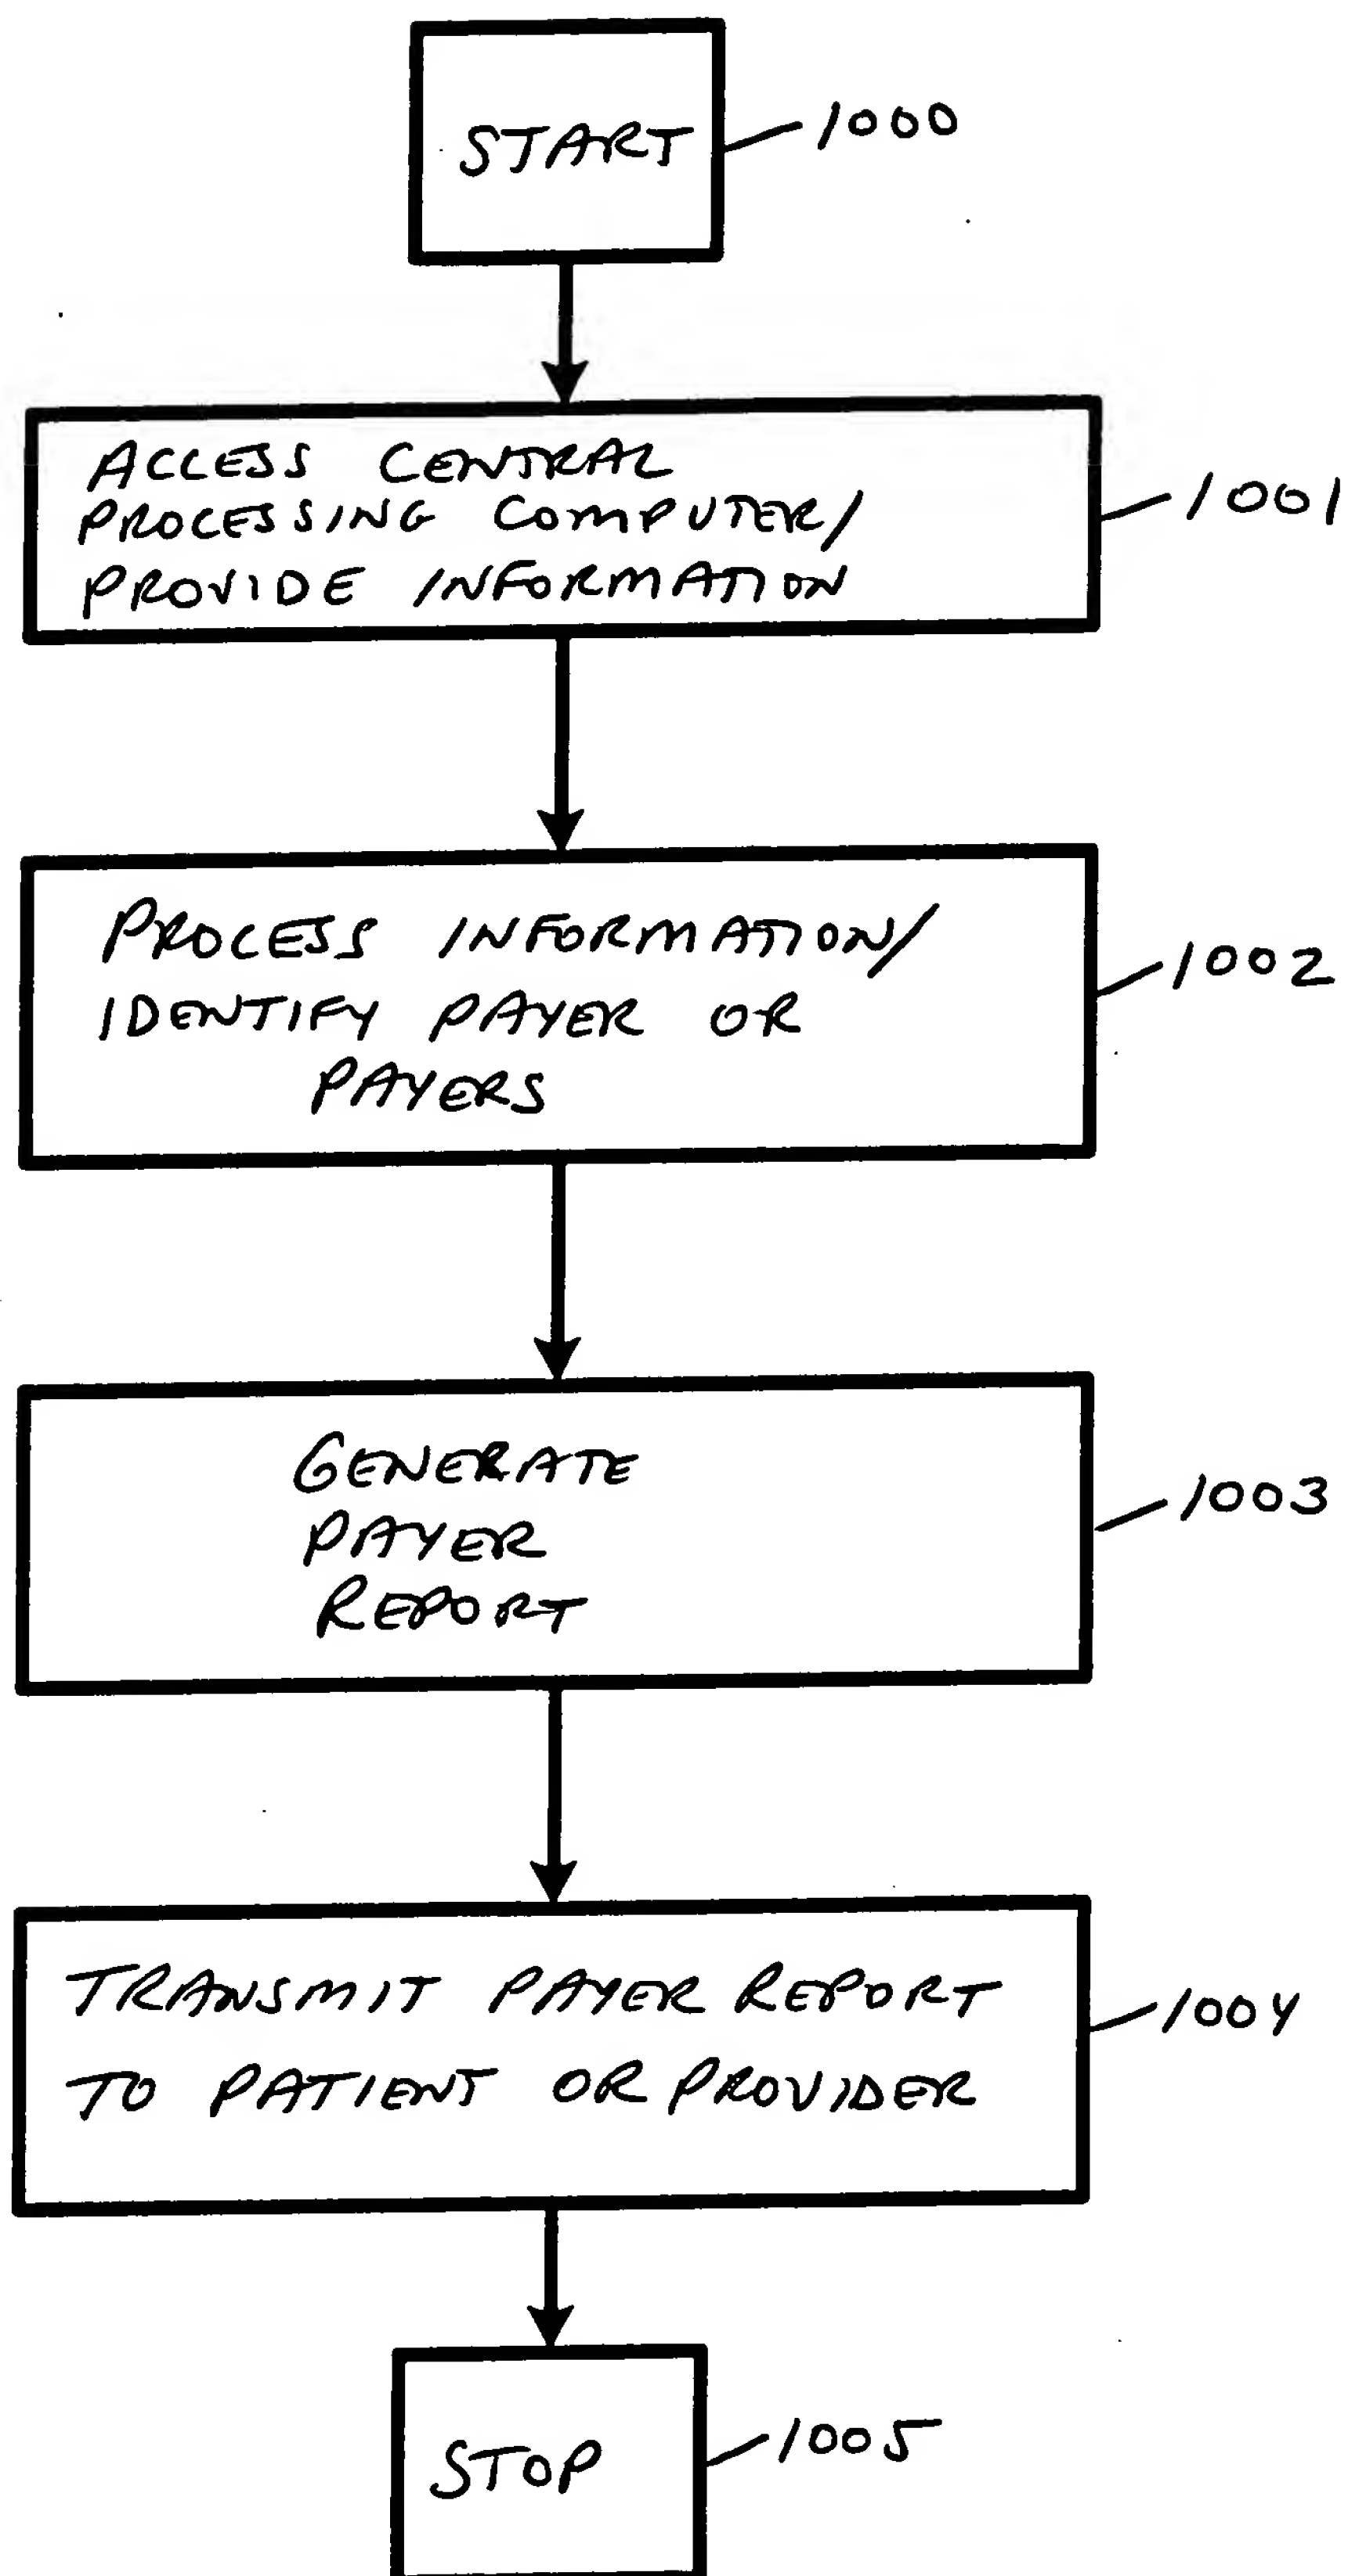 START
1000
ACCESS CENTRAL
PROCESSING COMPUTER/
PROVIDE INFORMATION
1001
PROCESS INFORMATION/
IDENTIFY PAYER OR
PAYERS
1002
GENERATE
PAYER
REPORT
1003
TRANSMIT PAYER REPORT
TO PATIENT OR PROVIDER
1004
STOP
1005